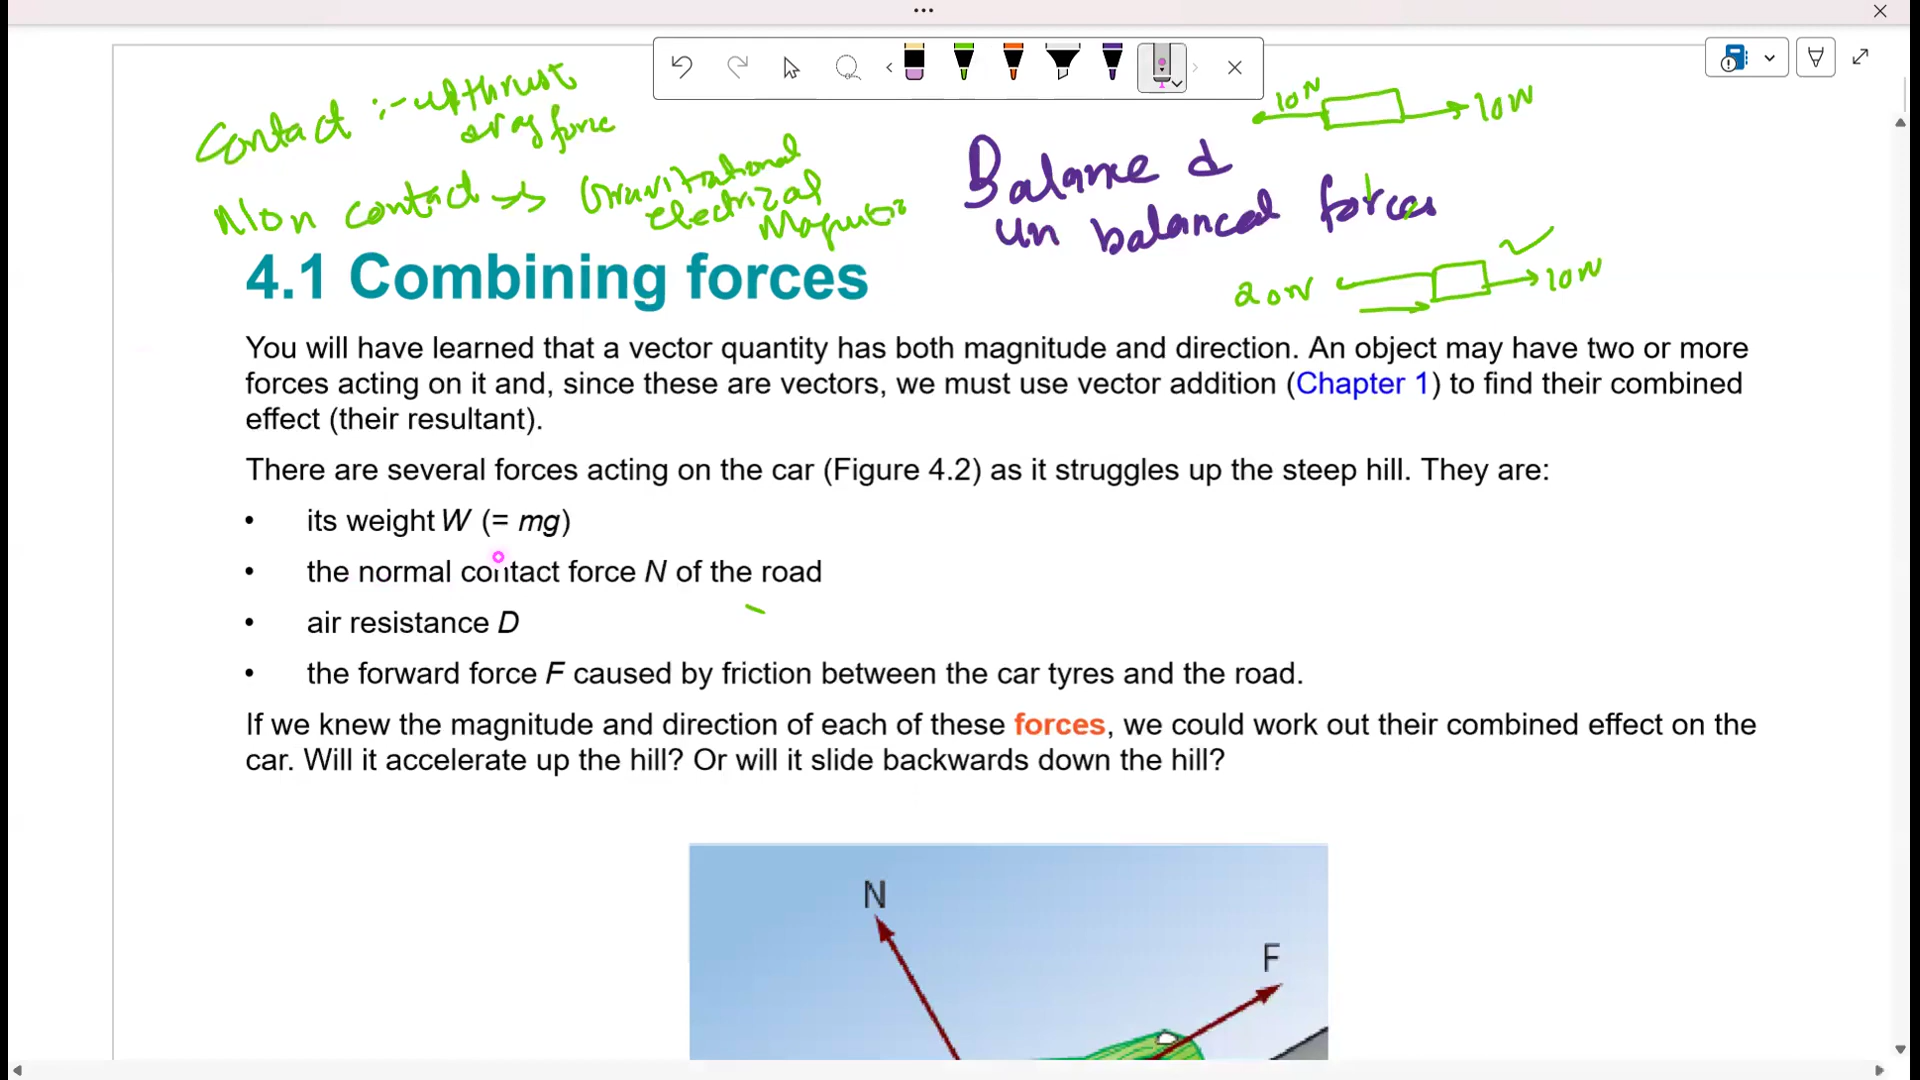 Contact :- upthrust
drag force
Non contact → Gravitational
electrical
Magnetic
10N
10N
Balance &
un balanced forces
20N
10N
4.1 Combining forces
You will have learned that a vector quantity has both magnitude and direction. An object may have two or more
forces acting on it and, since these are vectors, we must use vector addition (Chapter 1) to find their combined
effect (their resultant).
There are several forces acting on the car (Figure 4.2) as it struggles up the steep hill. They are:
• its weight W (= mg)
• the normal contact force N of the road
• air resistance D
• the forward force F caused by friction between the car tyres and the road.
If we knew the magnitude and direction of each of these forces, we could work out their combined effect on the
car. Will it accelerate up the hill? Or will it slide backwards down the hill?
N
F